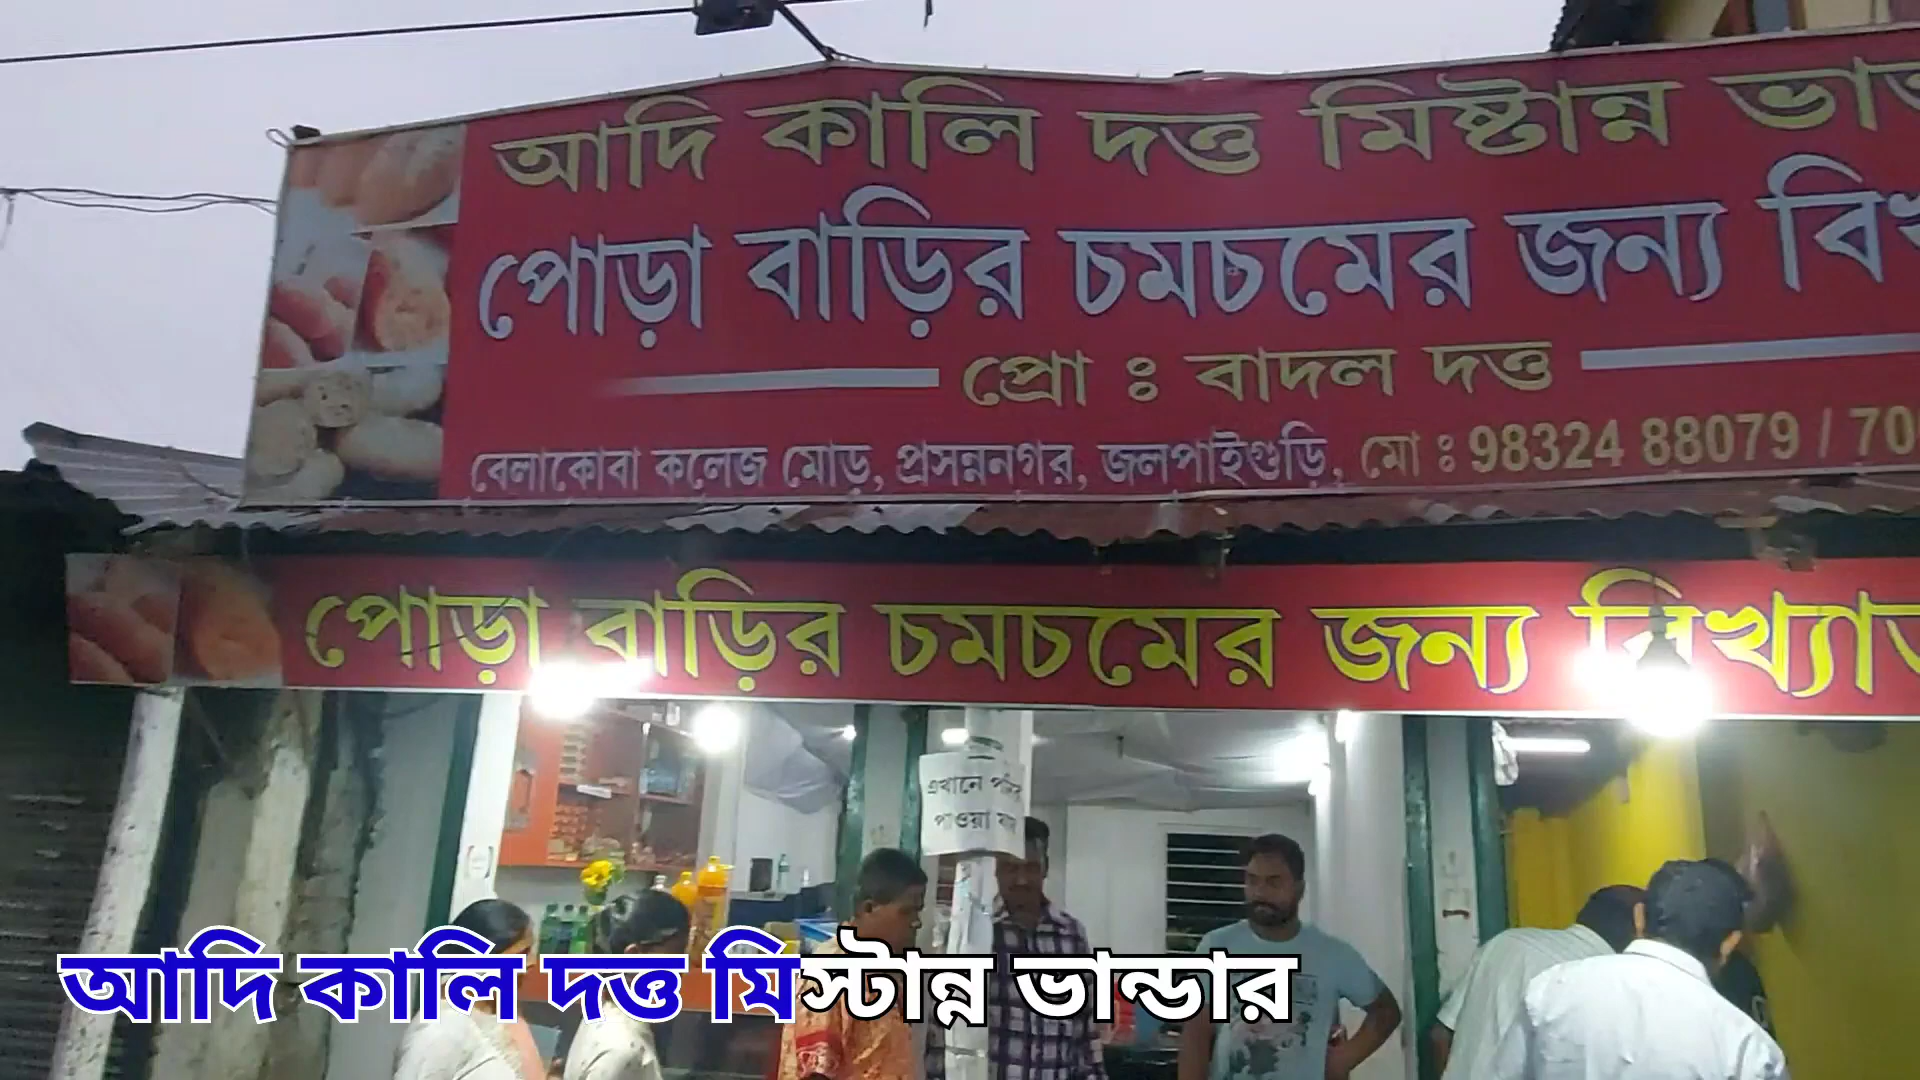 আদি কালি দত্ত মিষ্টান্ন
পোড়া বাড়ির চমচমের জন্য
প্রো ঃ বাদল দত্ত
বেলাকোবা কলেজ মোড়, প্রসন্ননগর, জলপাইগুড়ি, মো ঃ 98324 88079 / 70
পোড়া বাড়ির চমচমের জন্য বিখ্যাত
এখানে
পাওয়া যায়
আদি কালি দত্ত মিস্টান্ন ভান্ডার